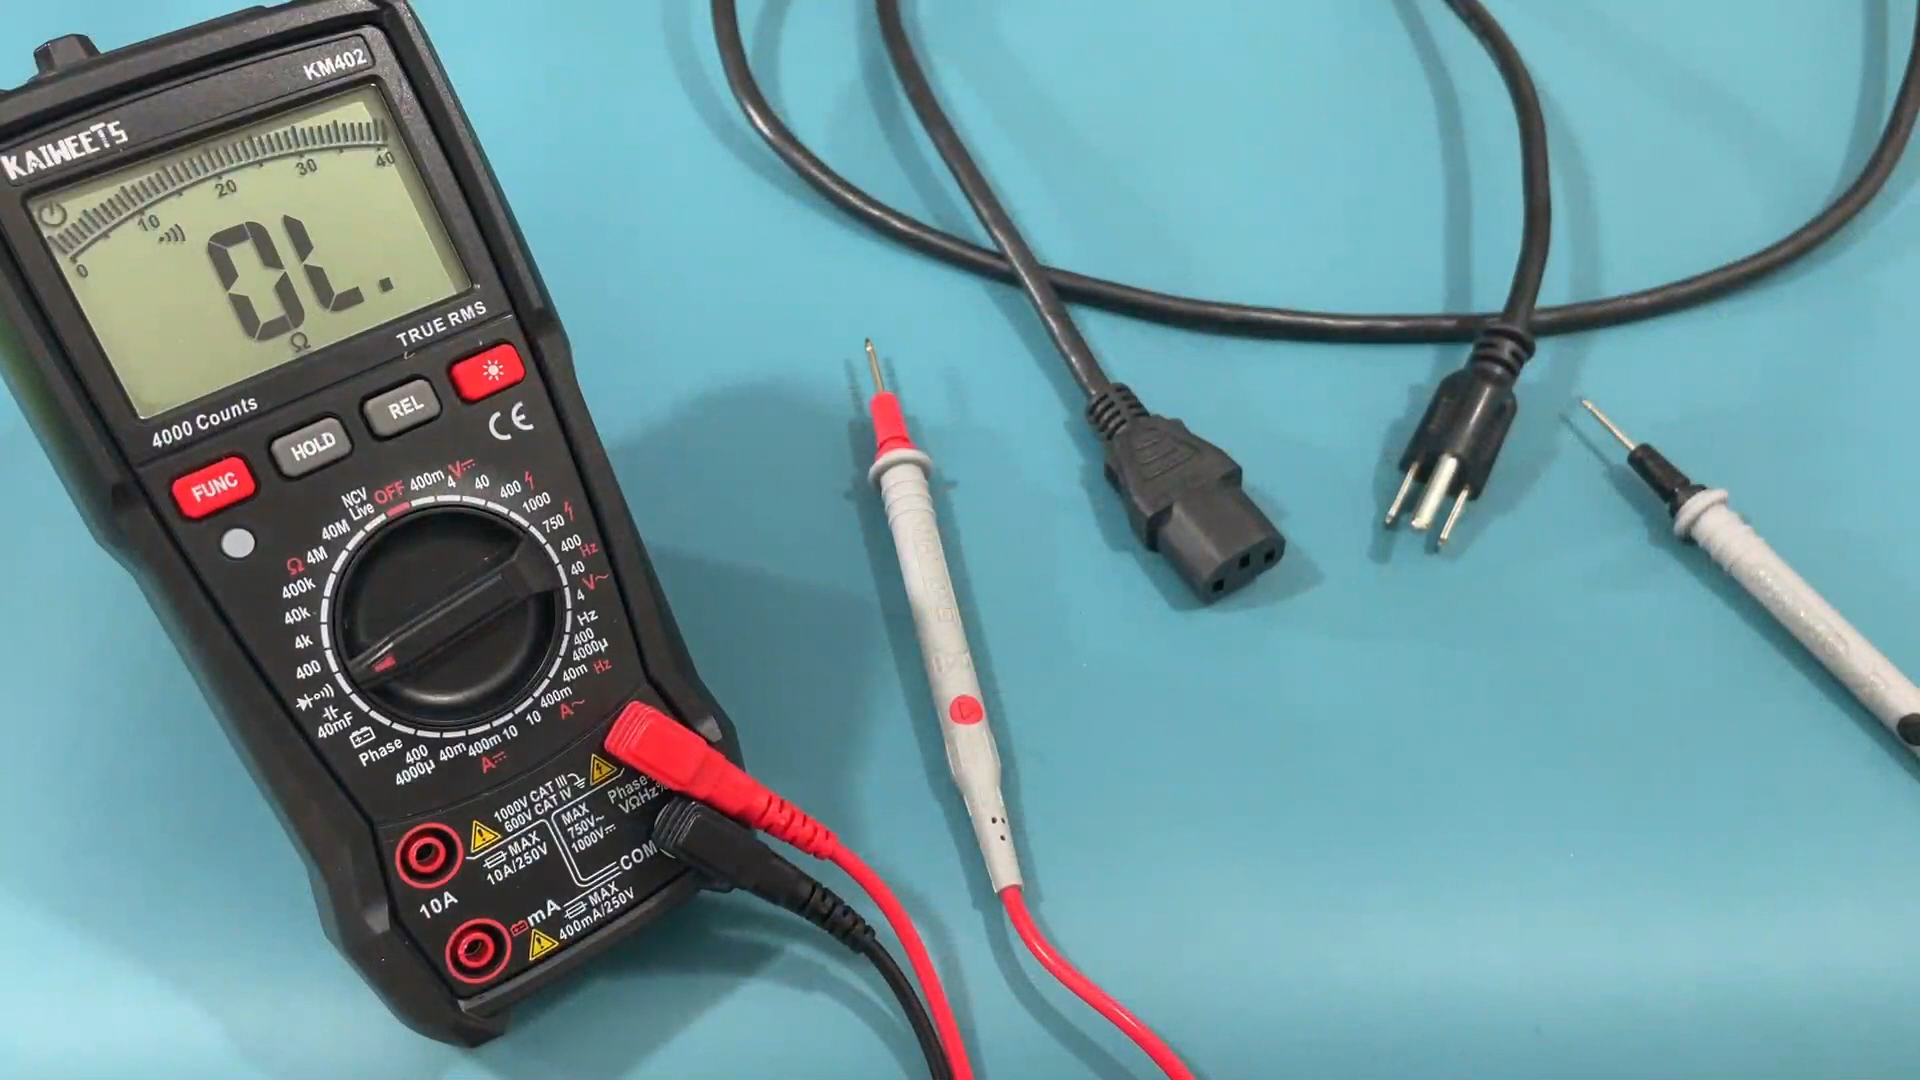 KM402
KAIWEETS
0 10 20 30 40
0L.
Ω
TRUE RMS
4000 Counts
FUNC
HOLD
REL
CE
OFF
400m
V
4
40
400
1000
750
400
Hz
40
V~
4
Hz
400
4000µ
40m
Hz
400m
A~
10
10
400m
A
40m
400
4000µ
Phase
40mF
400
4k
40k
400k
Ω 4M
40M
NCV
Live
1000V CAT III
600V CAT IV
MAX
10A/250V
MAX
750V~
1000V
Phase
VΩHz%
COM
10A
mA
MAX
400mA/250V